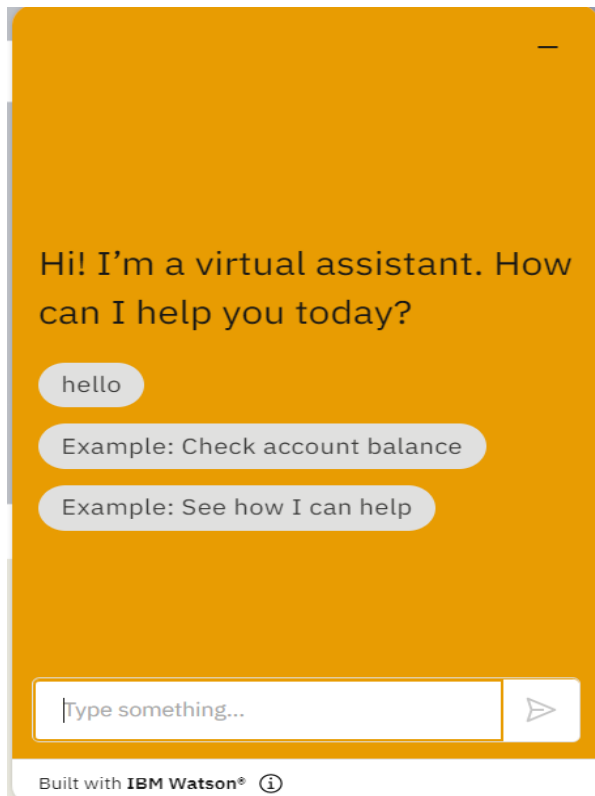 Hi! I’m a virtual assistant. How
can I help you today?
hello
Example: Check account balance
Example: See how I can help
Type something...
Built with IBM Watson®